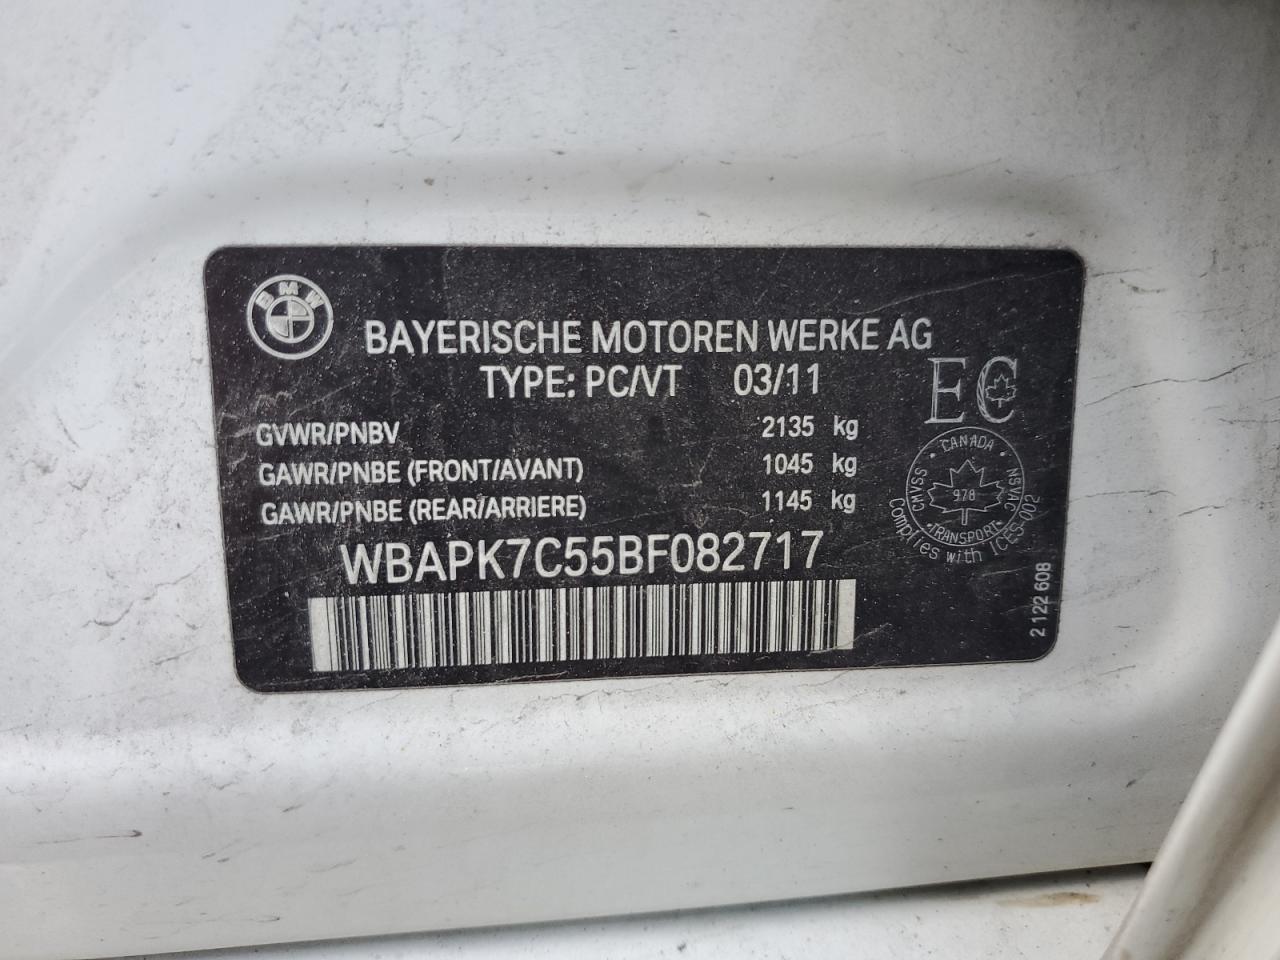 BMW
BAYERISCHE MOTOREN WERKE AG
TYPE: PC/VT 03/11
EC
GVWR/PNBV 2135 kg
GAWR/PNBE (FRONT/AVANT) 1045 kg
GAWR/PNBE (REAR/ARRIERE) 1145 kg
CANADA
CMVSS · NSVAC
978
· TRANSPORT ·
Complies with ICES-002
WBAPK7C55BF082717
2 122 608